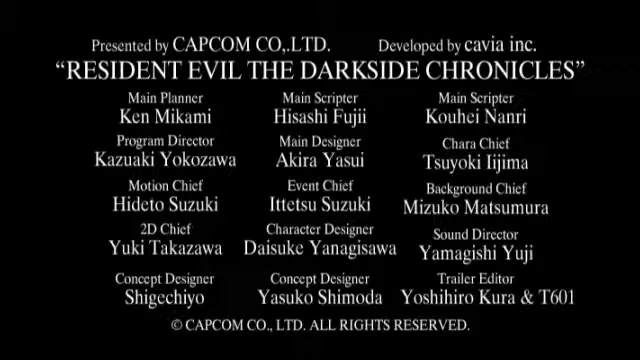 Presented by CAPCOM CO,.LTD. Developed by cavia inc.
“RESIDENT EVIL THE DARKSIDE CHRONICLES”
Main Planner Main Scripter Main Scripter
Ken Mikami Hisashi Fujii Kouhei Nanri
Program Director Main Designer Chara Chief
Kazuaki Yokozawa Akira Yasui Tsuyoki Iijima
Motion Chief Event Chief Background Chief
Hideto Suzuki Ittetsu Suzuki Mizuko Matsumura
2D Chief Character Designer Sound Director
Yuki Takazawa Daisuke Yanagisawa Yamagishi Yuji
Concept Designer Concept Designer Trailer Editor
Shigechiyo Yasuko Shimoda Yoshihiro Kura & T601
© CAPCOM CO., LTD. ALL RIGHTS RESERVED.